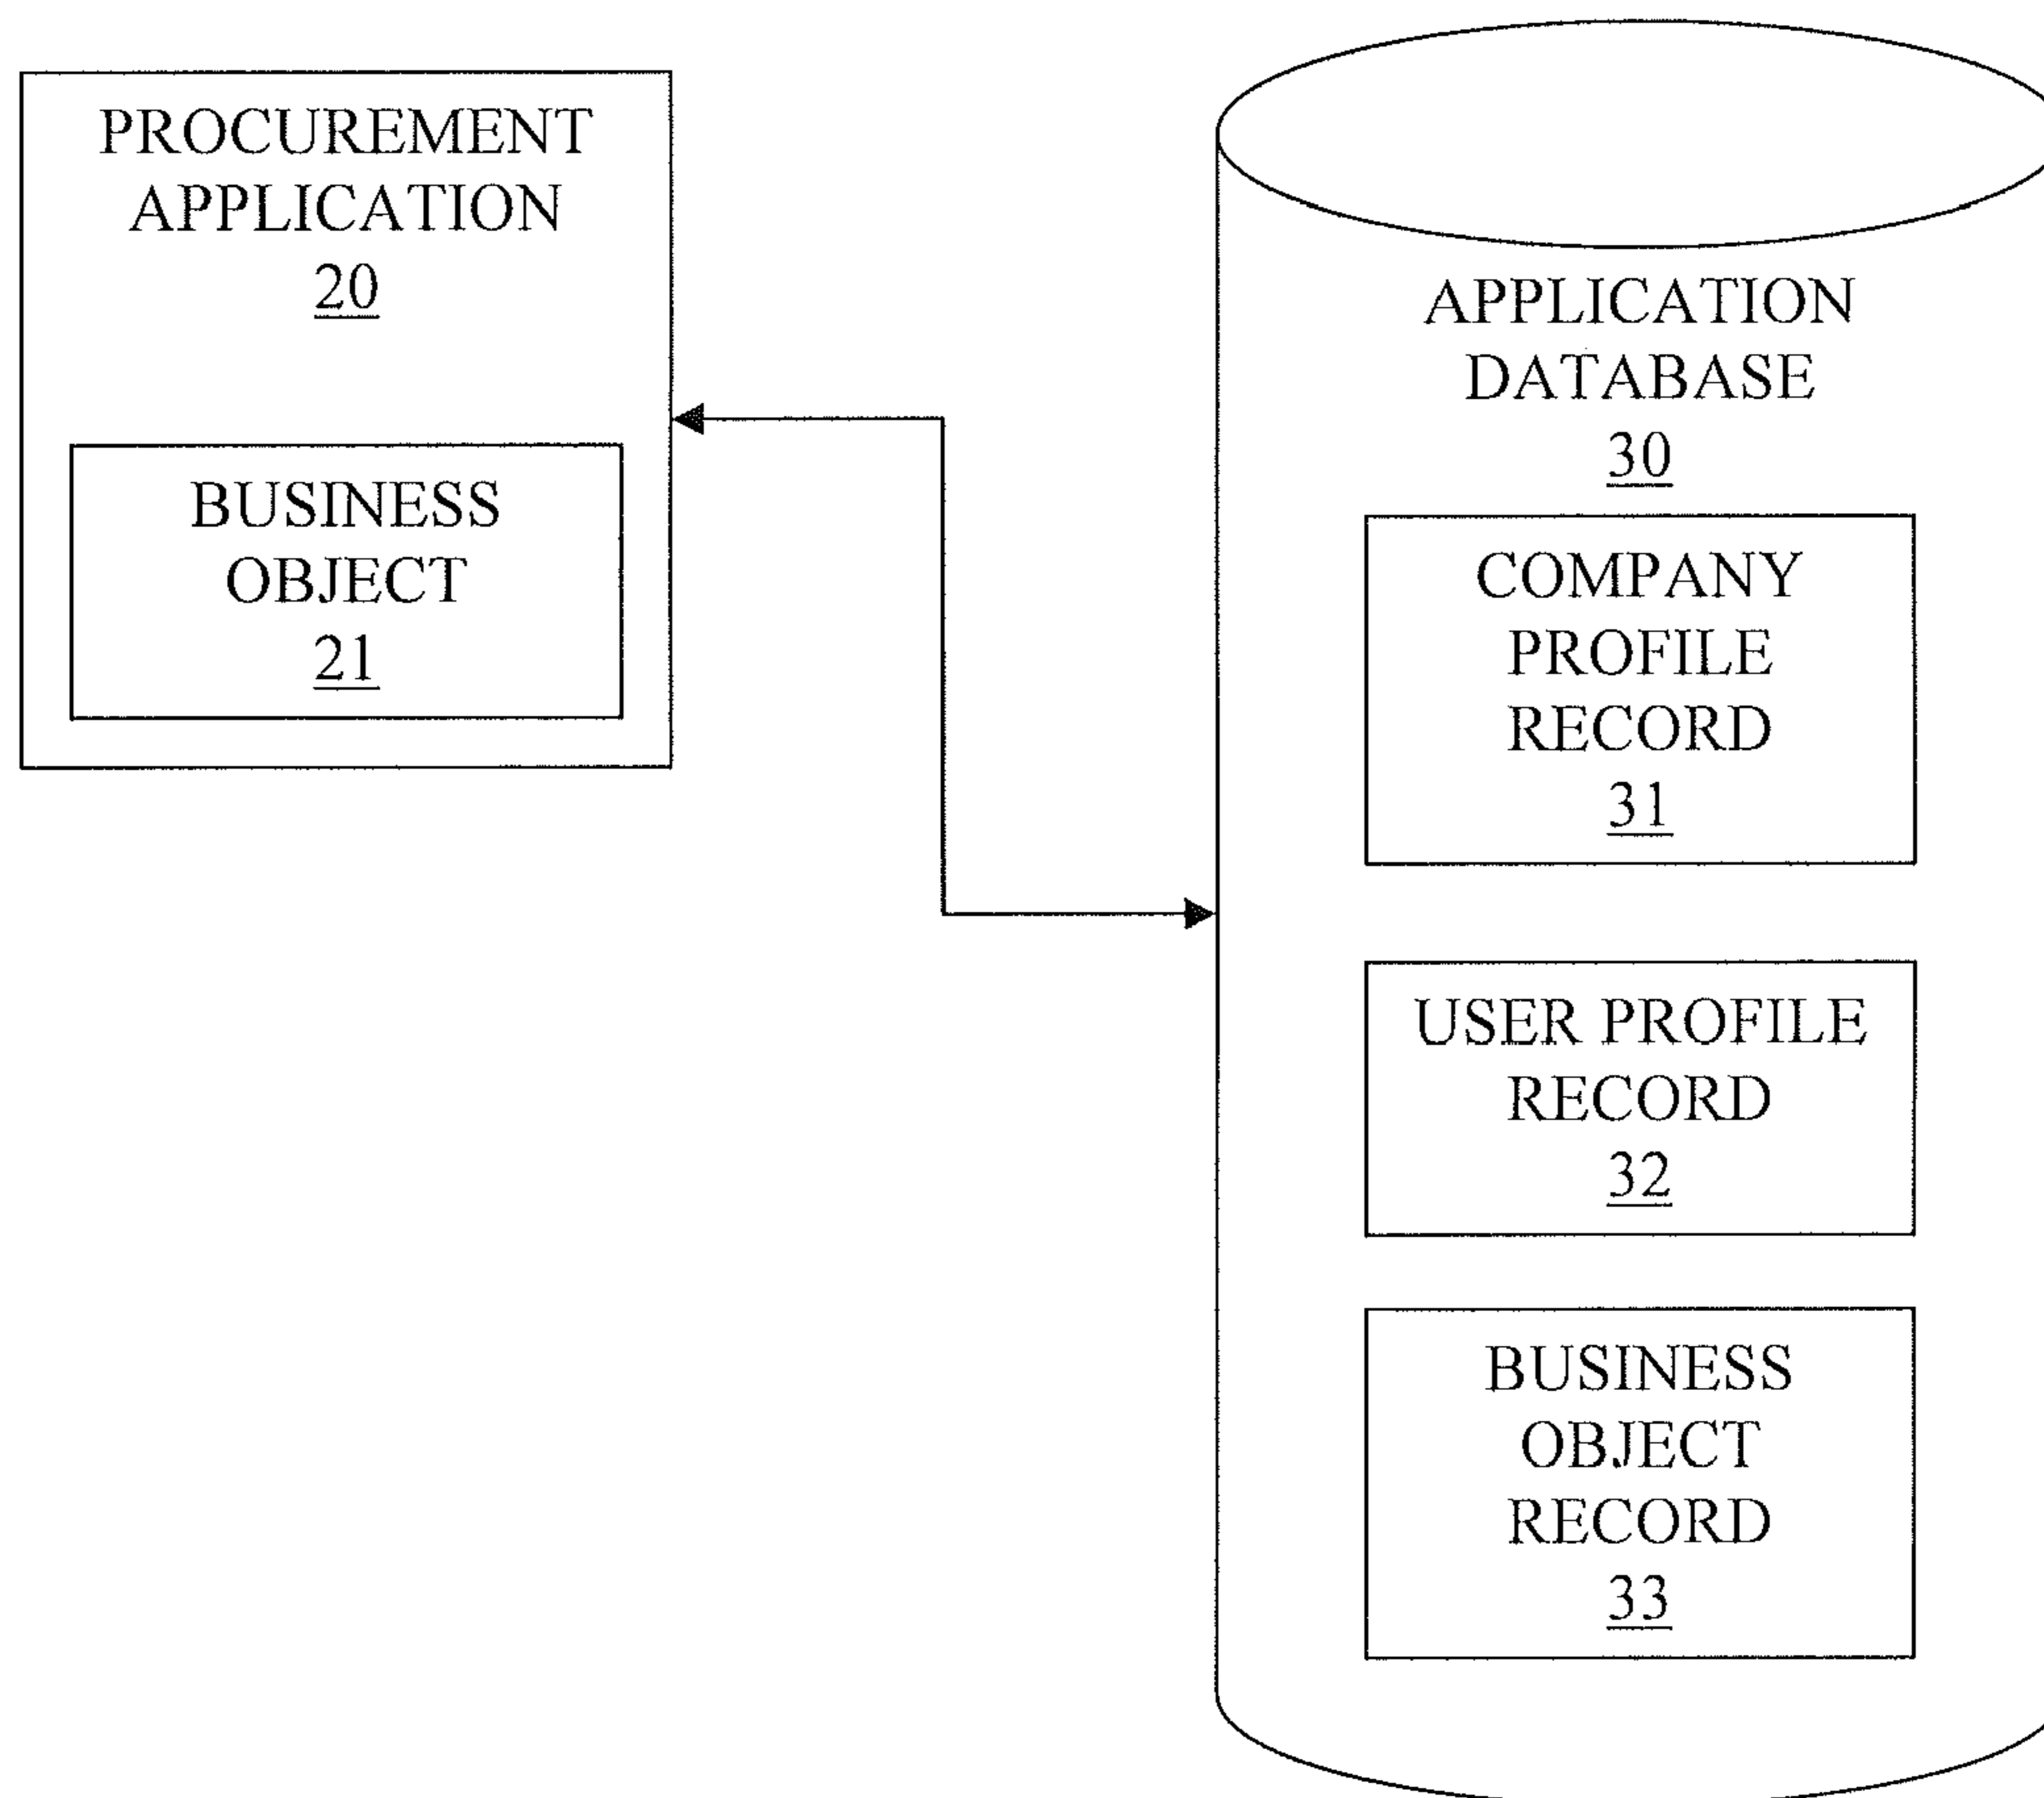 PROCUREMENT
APPLICATION
20
BUSINESS
OBJECT
21
APPLICATION
DATABASE
30
COMPANY
PROFILE
RECORD
31
USER PROFILE
RECORD
32
BUSINESS
OBJECT
RECORD
33